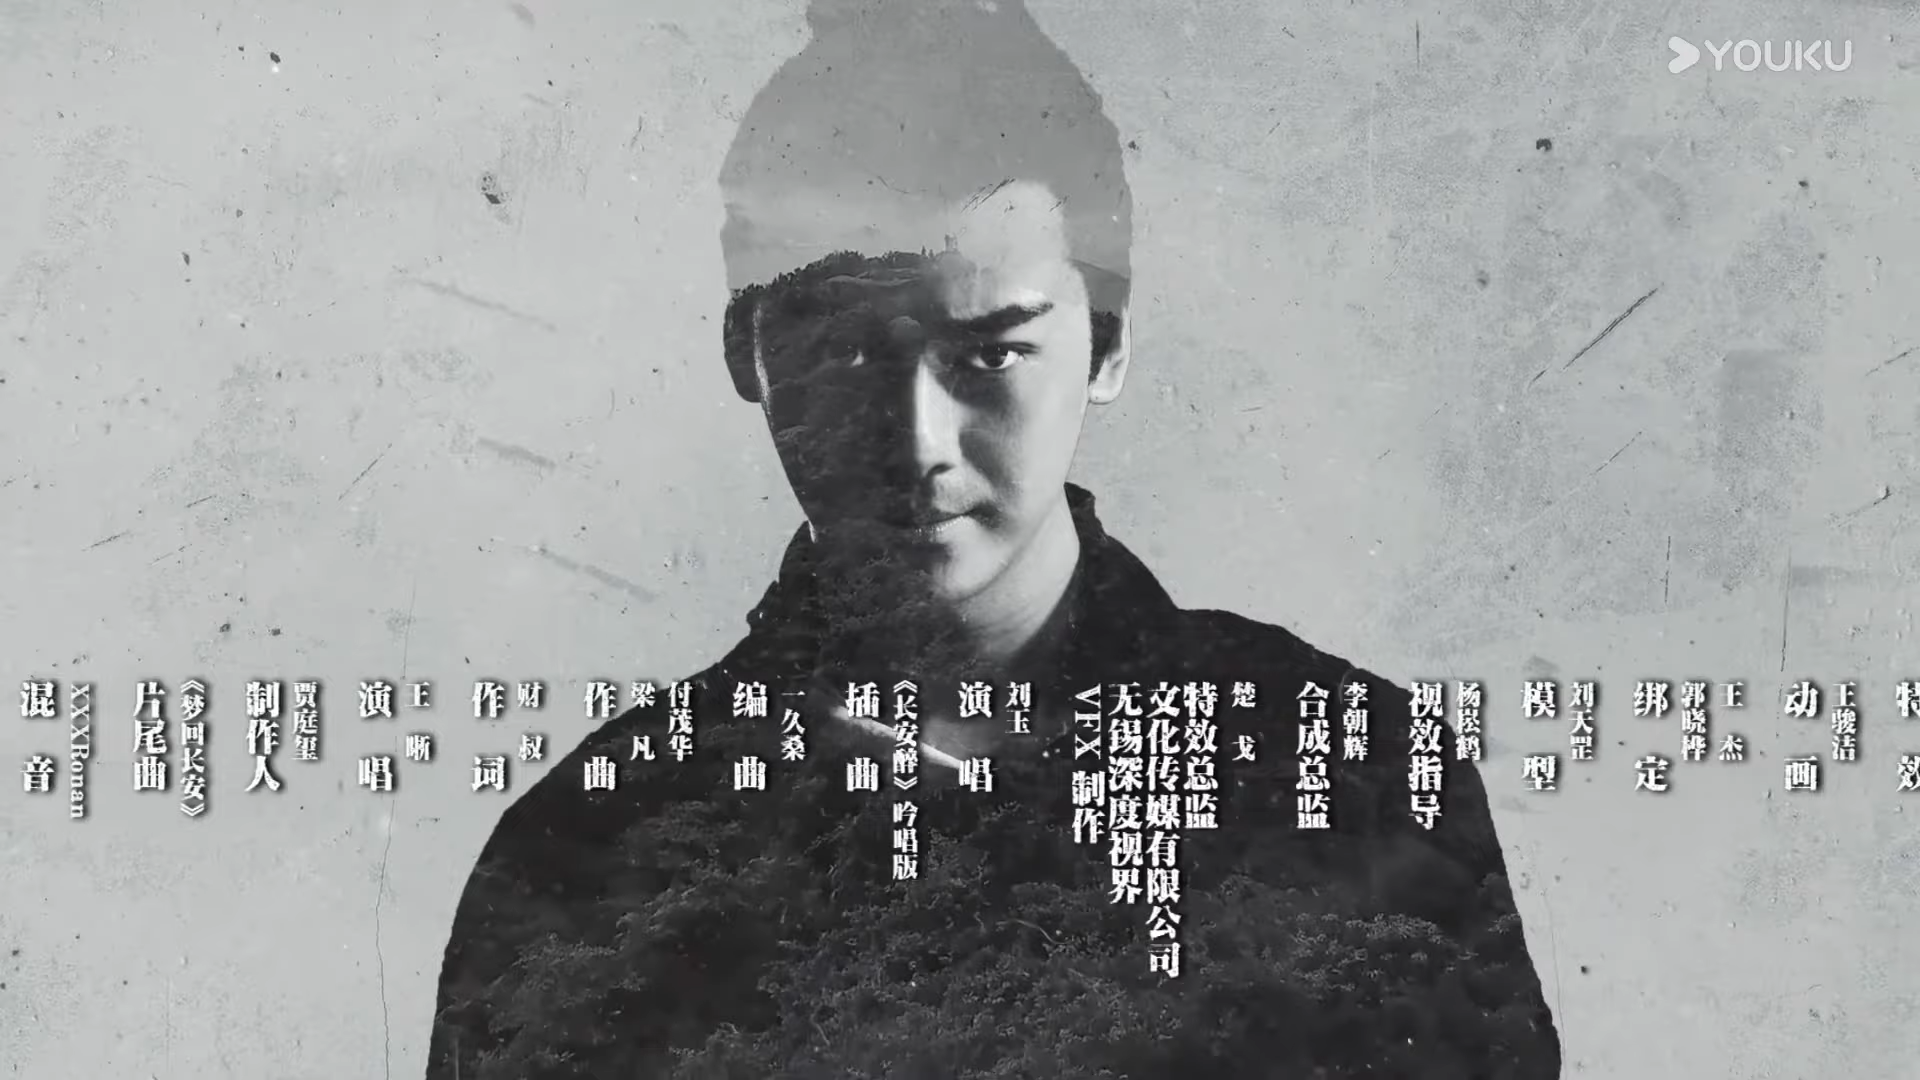 YOUKU
混音
XXXRonan
片尾曲
《梦回长安》
制作人
贾庭玺
演唱
王晰
作词
财叔
作曲
梁凡
付茂华
编曲
一久桑
插曲
《长安醉》吟唱版
演唱
刘玉
VFX 制作
无锡深度视界
文化传媒有限公司
特效总监
楚戈
合成总监
李朝辉
视效指导
杨松鹤
模型
刘天罡
绑定
郭晓桦
王杰
动画
王骏洁
特效